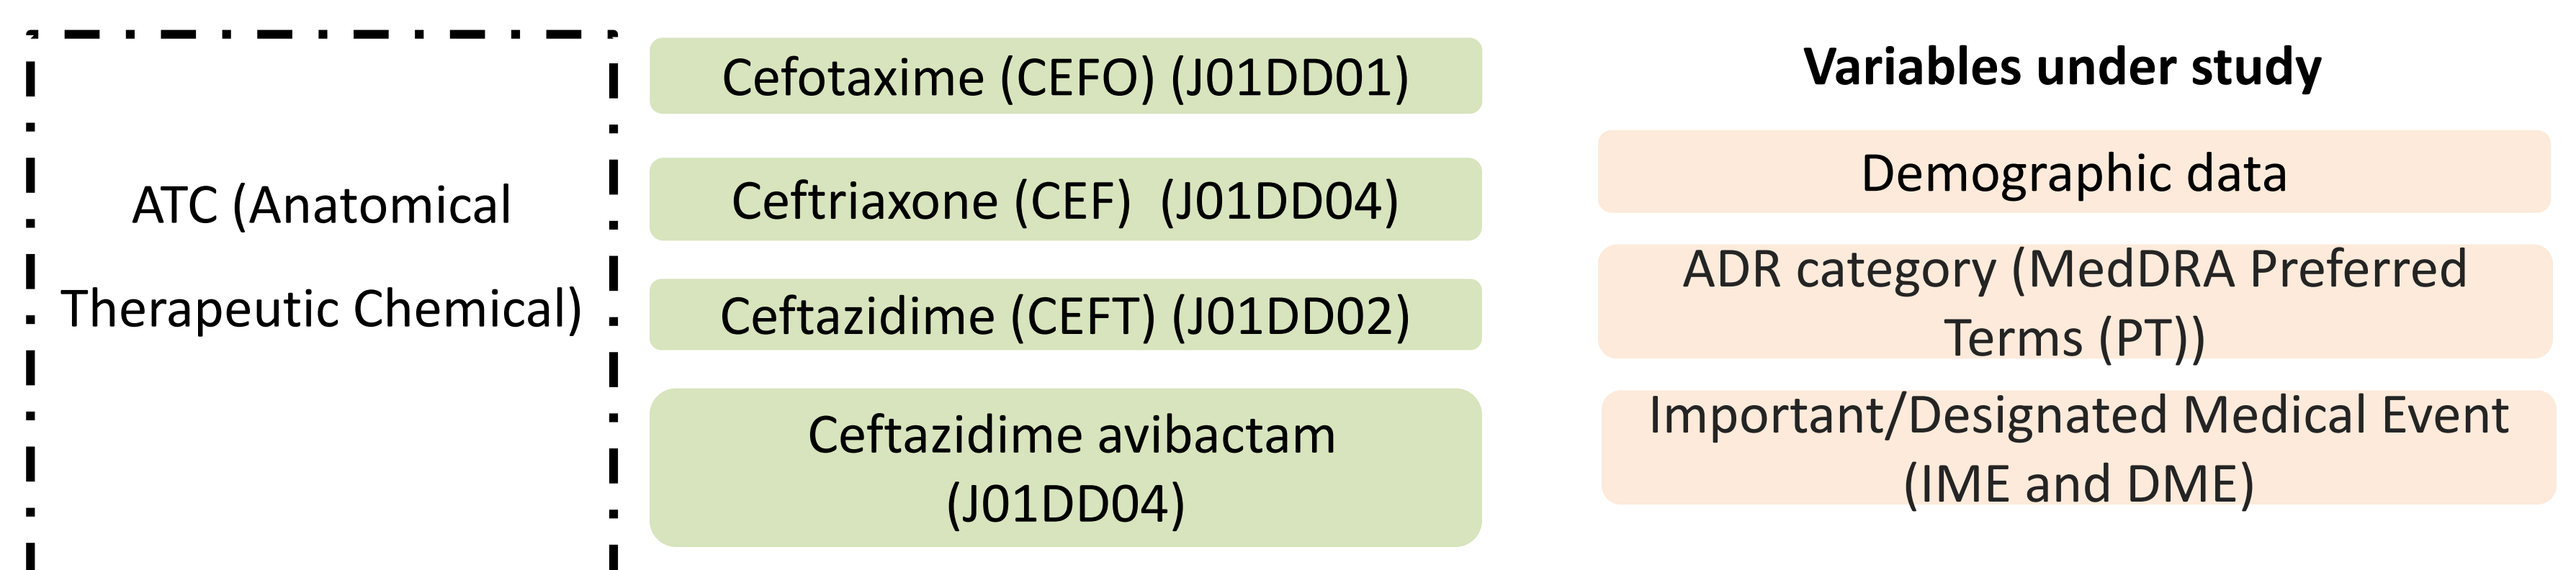 ATC (Anatomical
Therapeutic Chemical)
Cefotaxime (CEFO) (J01DD01)
Ceftriaxone (CEF) (J01DD04)
Ceftazidime (CEFT) (J01DD02)
Ceftazidime avibactam
(J01DD04)
Variables under study
Demographic data
ADR category (MedDRA Preferred
Terms (PT))
Important/Designated Medical Event
(IME and DME)